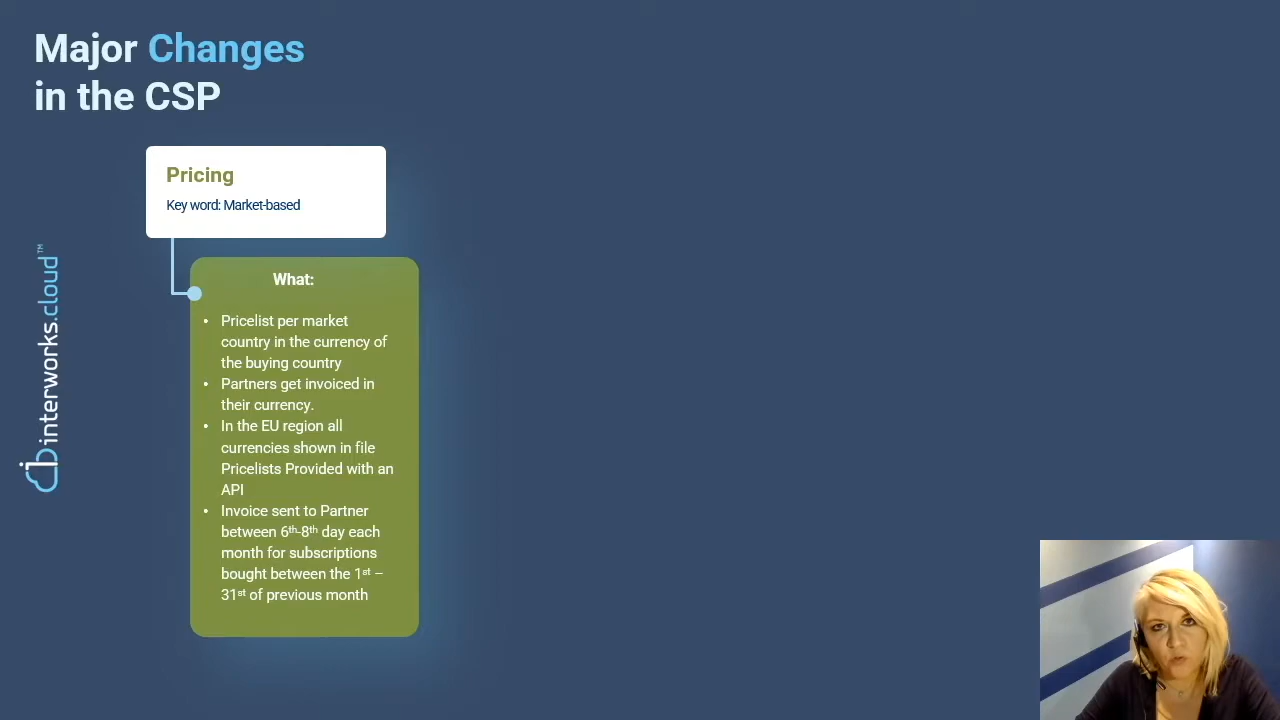 Major Changes
in the CSP
Pricing
Key word: Market-based
What:
• Pricelist per market
country in the currency of
the buying country
• Partners get invoiced in
their currency.
• In the EU region all
currencies shown in file
Pricelists Provided with an
API
• Invoice sent to Partner
between 6th-8th day each
month for subscriptions
bought between the 1st –
31st of previous month
interworks.cloud™